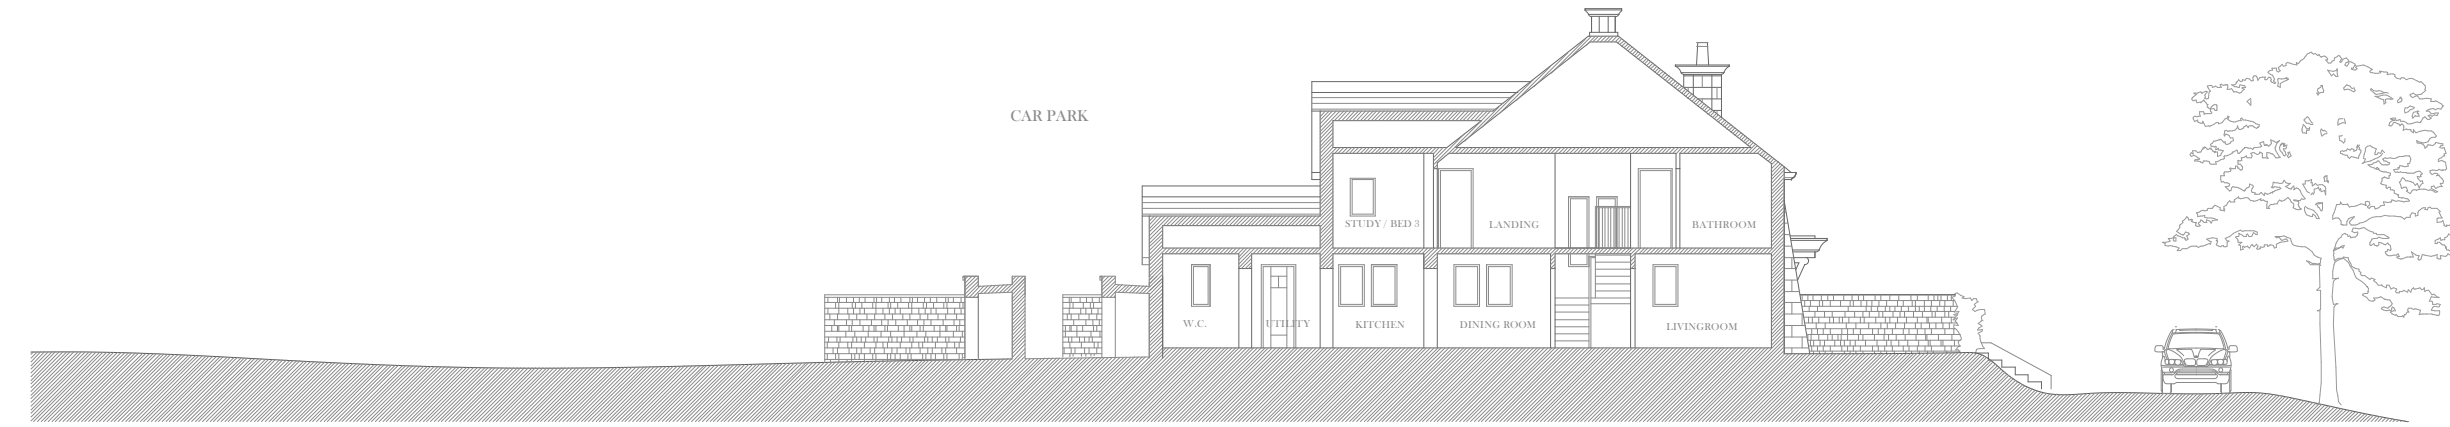 CAR PARK
STUDY / BED 3
LANDING
BATHROOM
W.C.
UTILITY
KITCHEN
DINING ROOM
LIVINGROOM